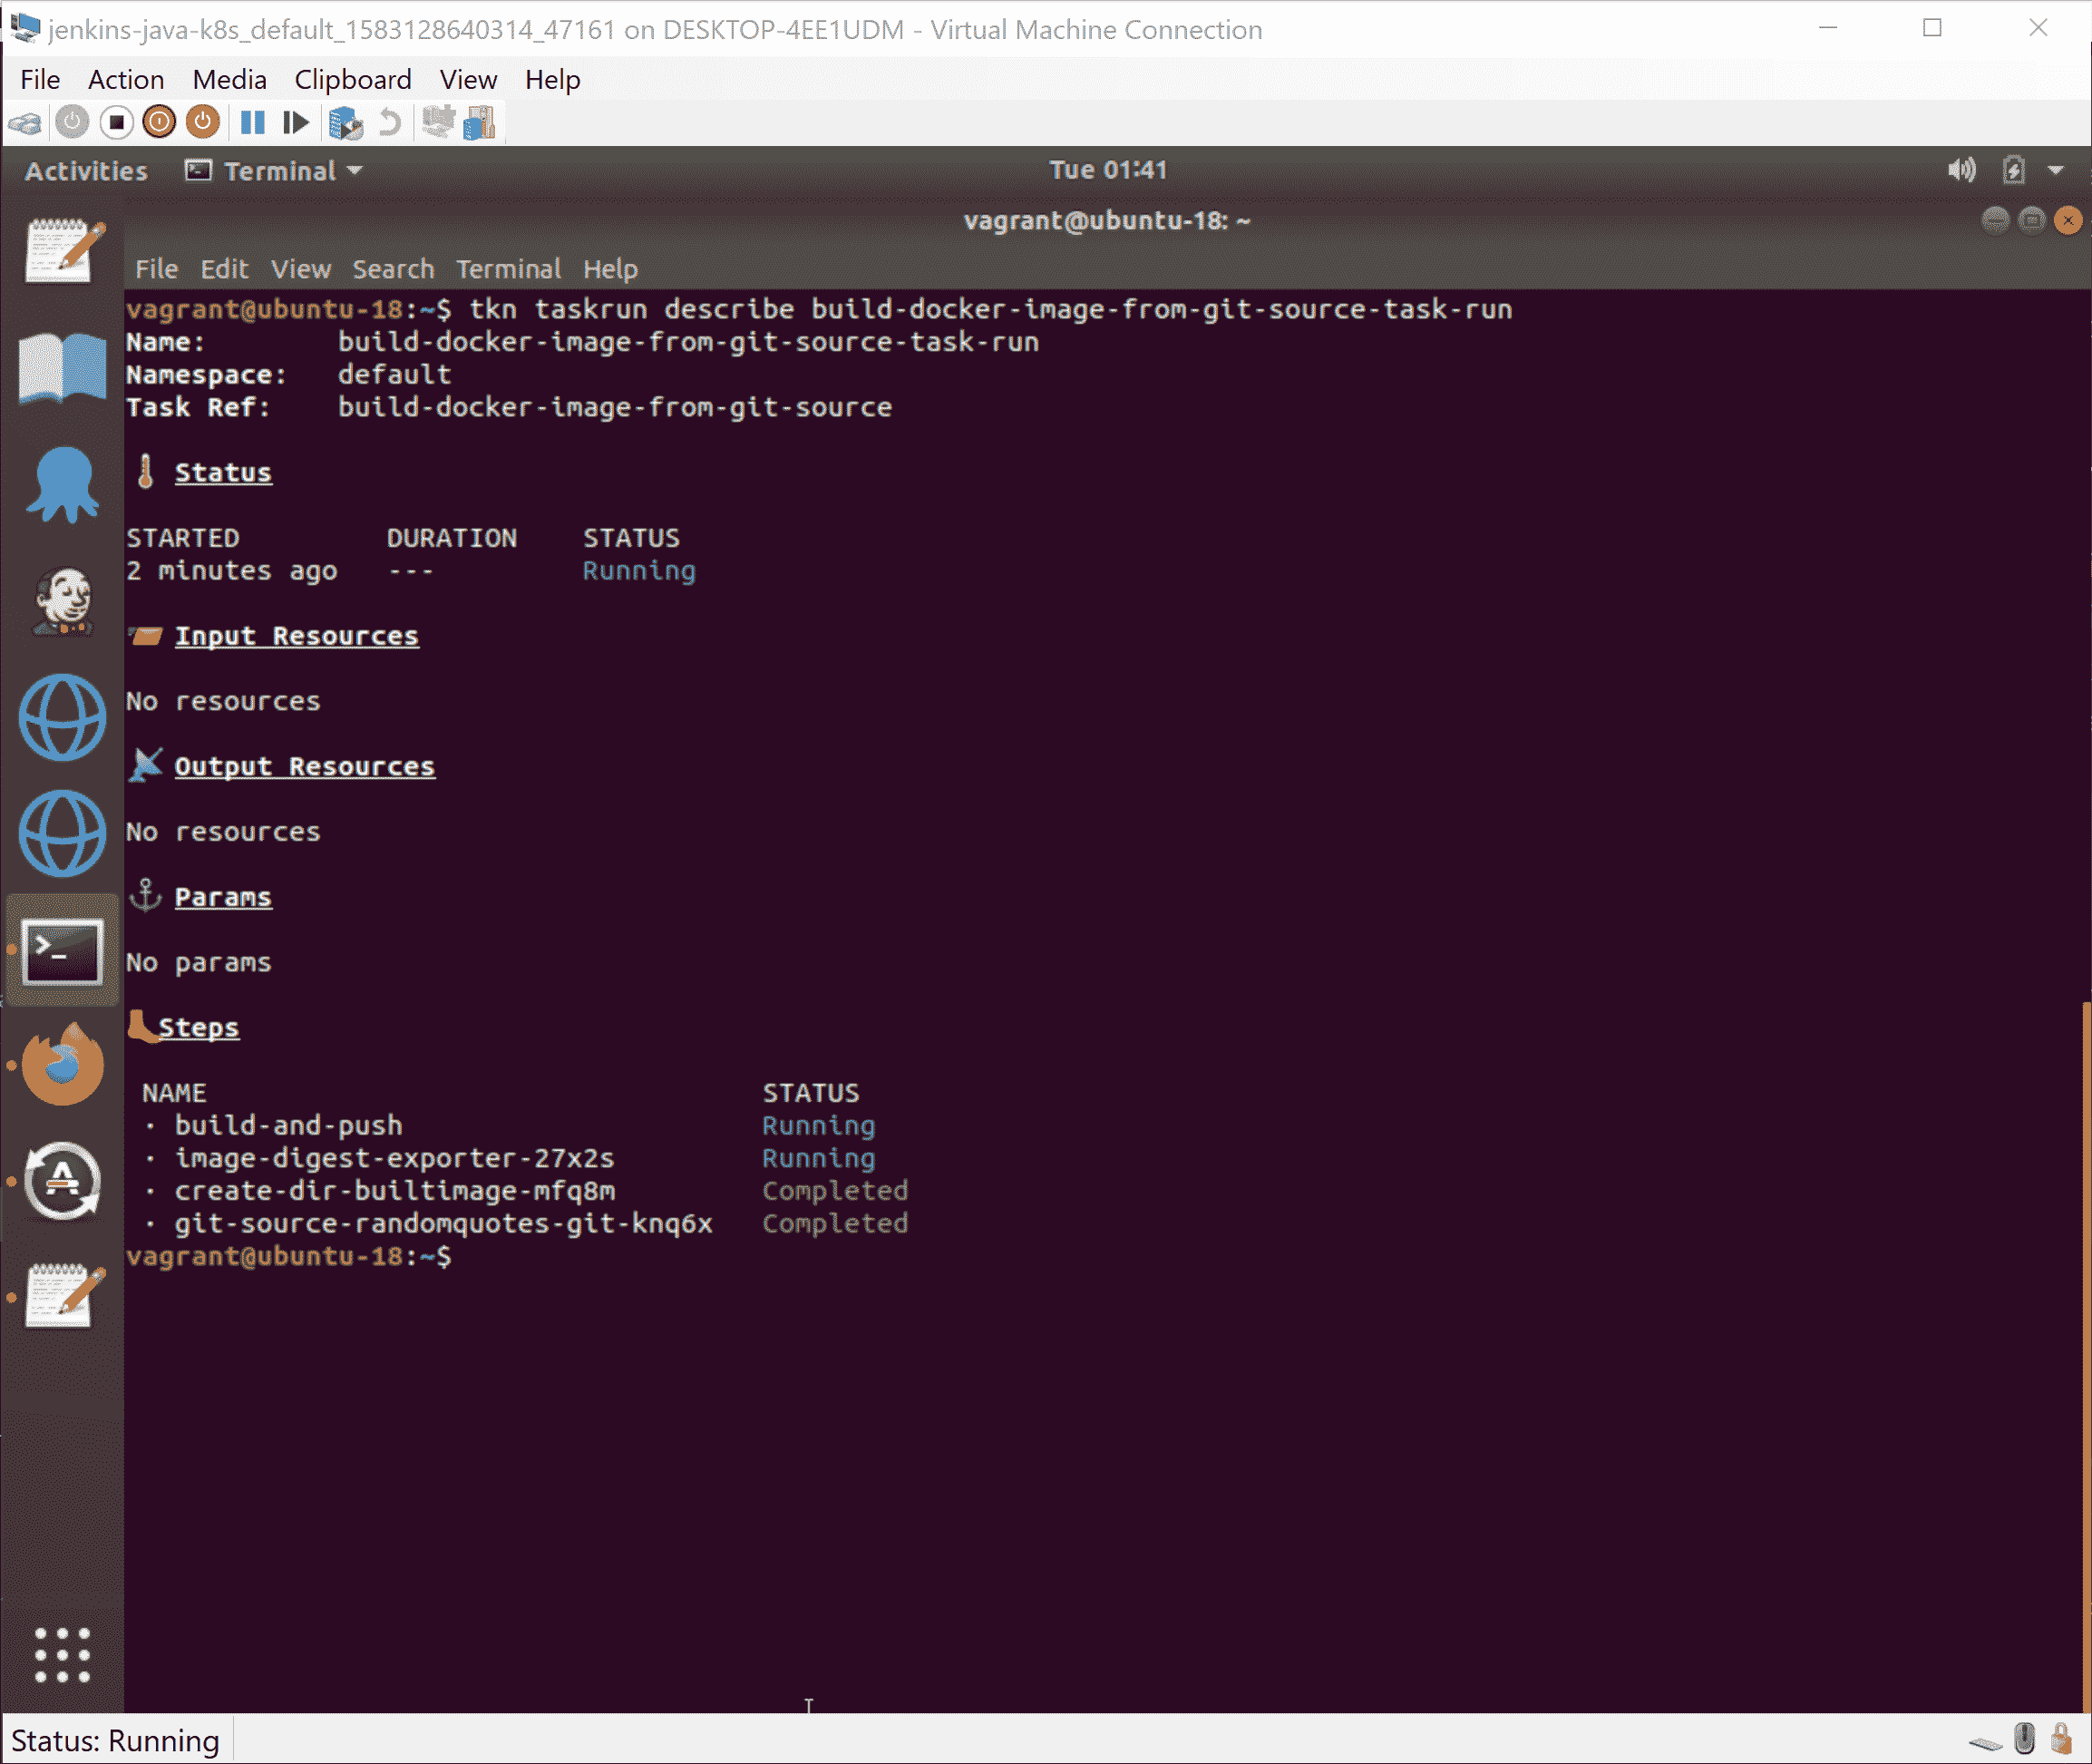 jenkins-java-k8s_default_1583128640314_47161 on DESKTOP-4EE1UDM - Virtual Machine Connection
File Action Media Clipboard View Help
Activities Terminal Tue 01:41
vagrant@ubuntu-18: ~
File Edit View Search Terminal Help
vagrant@ubuntu-18:~$ tkn taskrun describe build-docker-image-from-git-source-task-run
Name: build-docker-image-from-git-source-task-run
Namespace: default
Task Ref: build-docker-image-from-git-source
Status
STARTED DURATION STATUS
2 minutes ago --- Running
Input Resources
No resources
Output Resources
No resources
Params
No params
Steps
NAME STATUS
· build-and-push Running
· image-digest-exporter-27x2s Running
· create-dir-builtimage-mfq8m Completed
· git-source-randomquotes-git-knq6x Completed
vagrant@ubuntu-18:~$
Status: Running